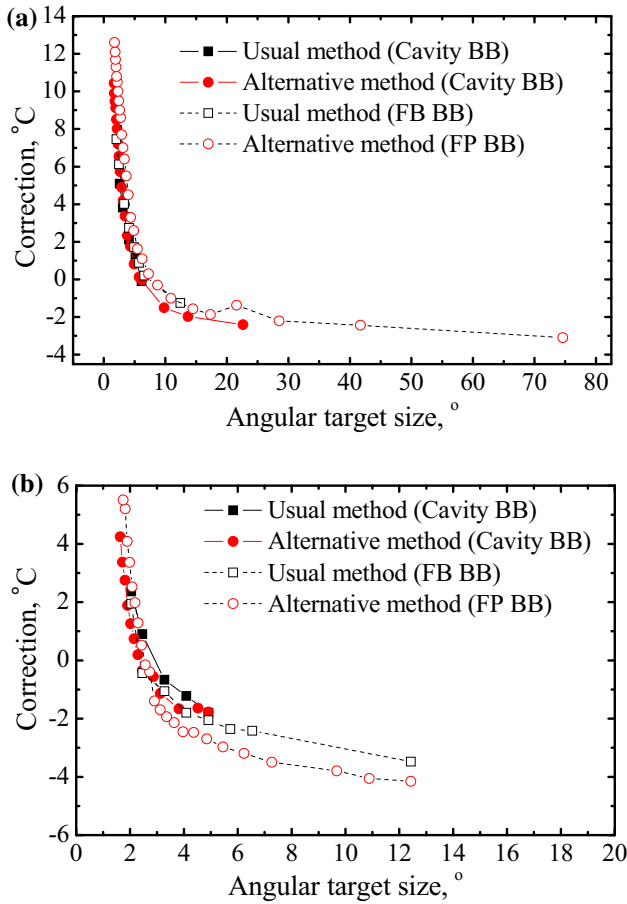 (a)
14
12
10
8
6
4
2
0
-2
-4
Correction, °C
Usual method (Cavity BB)
Alternative method (Cavity BB)
Usual method (FB BB)
Alternative method (FP BB)
0 10 20 30 40 50 60 70 80
Angular target size, °
(b)
6
4
2
0
-2
-4
-6
Correction, °C
Usual method (Cavity BB)
Alternative method (Cavity BB)
Usual method (FB BB)
Alternative method (FP BB)
0 2 4 6 8 10 12 14 16 18 20
Angular target size, °